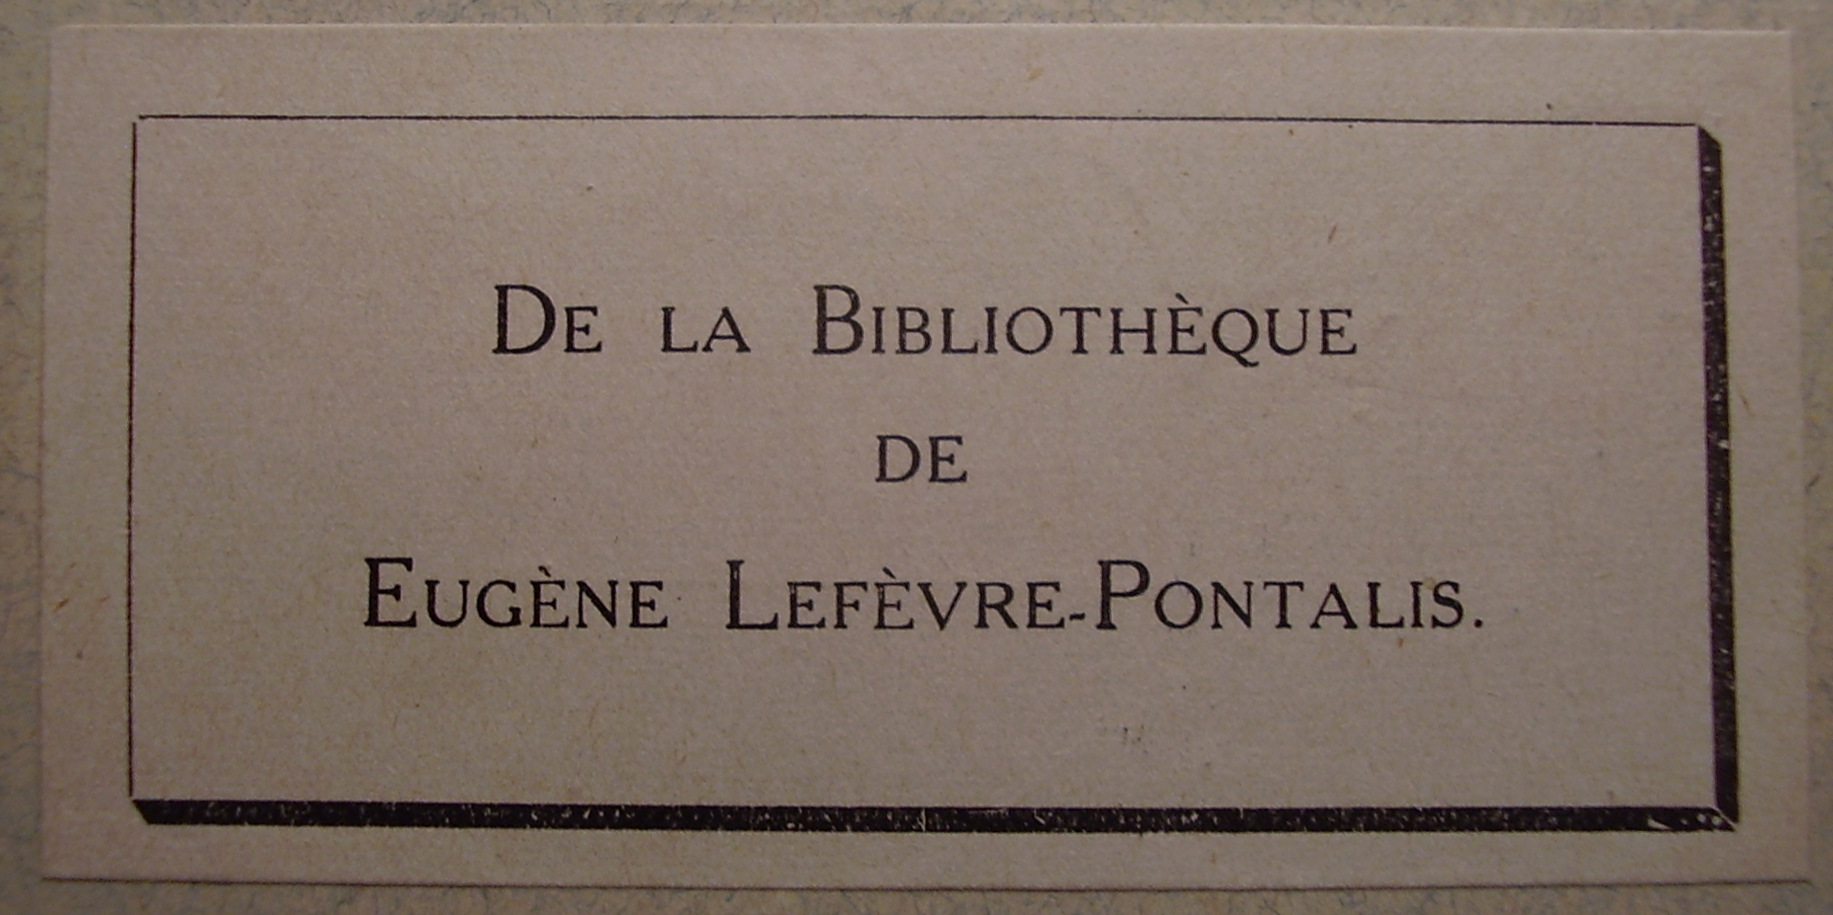 De la Bibliothèque
de
Eugène Lefèvre-Pontalis.